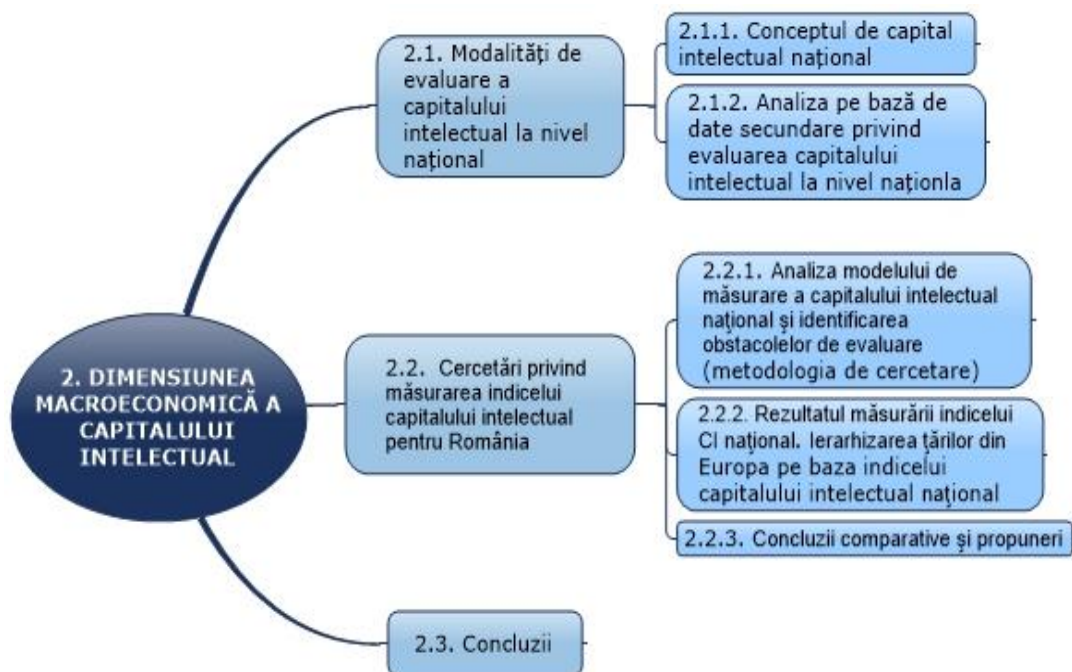 2. DIMENSIUNEA
MACROECONOMICĂ A
CAPITALULUI
INTELECTUAL
2.1. Modalități de
evaluare a
capitalului
intelectual la nivel
național
2.1.1. Conceptul de capital
intelectual național
2.1.2. Analiza pe bază de
date secundare privind
evaluarea capitalului
intelectual la nivel naționla
2.2. Cercetări privind
măsurarea indicelui
capitalului intelectual
pentru România
2.2.1. Analiza modelului de
măsurare a capitalului intelectual
național și identificarea
obstacolelor de evaluare
(metodologia de cercetare)
2.2.2. Rezultatul măsurării indicelui
CI național. Ierarhizarea țărilor din
Europa pe baza indicelui
capitalului intelectual național
2.2.3. Concluzii comparative și propuneri
2.3. Concluzii